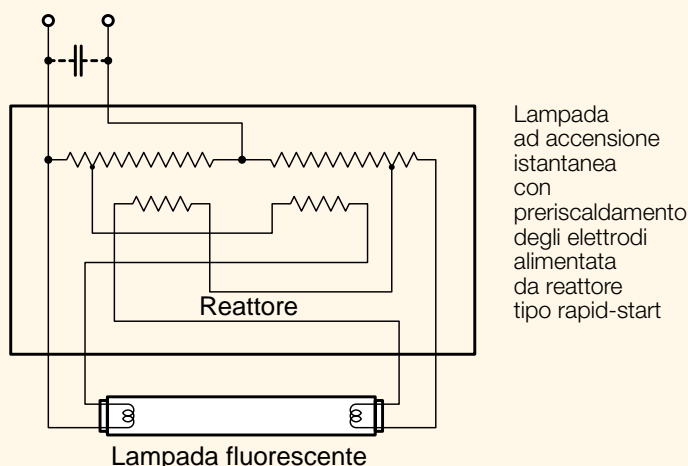 Lampada
ad accensione
istantanea
con
preriscaldamento
degli elettrodi
alimentata
da reattore
tipo rapid-start
Reattore
Lampada fluorescente